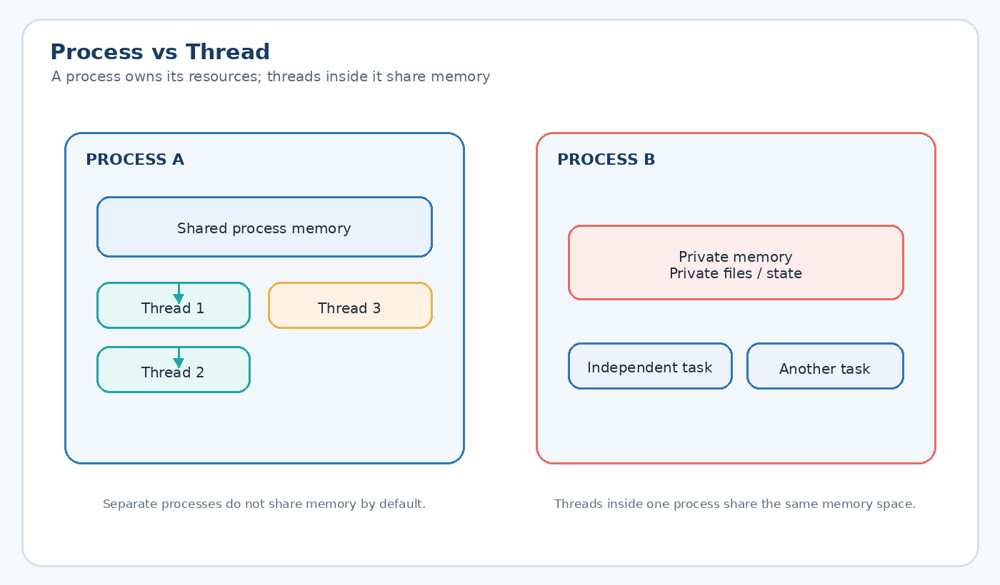 Process vs Thread
A process owns its resources; threads inside it share memory
PROCESS A
Shared process memory
Thread 1
Thread 3
Thread 2
PROCESS B
Private memory
Private files / state
Independent task
Another task
Separate processes do not share memory by default.
Threads inside one process share the same memory space.